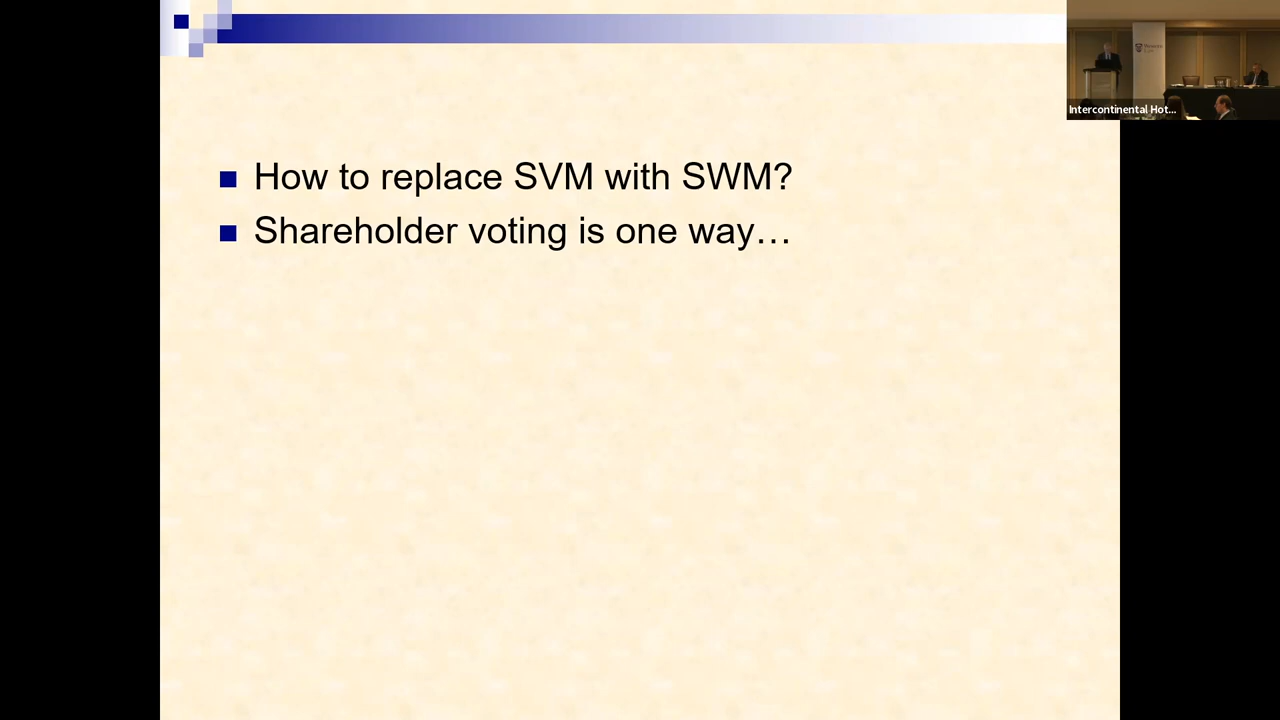 How to replace SVM with SWM?
Shareholder voting is one way…
Intercontinental Hot...